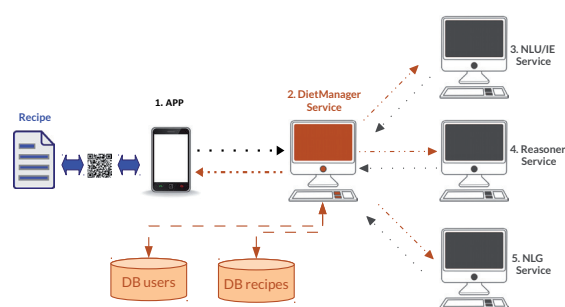 3. NLU/IE
Service
1. APP
2. DietManager
Service
Recipe
4. Reasoner
Service
5. NLG
Service
DB users
DB recipes